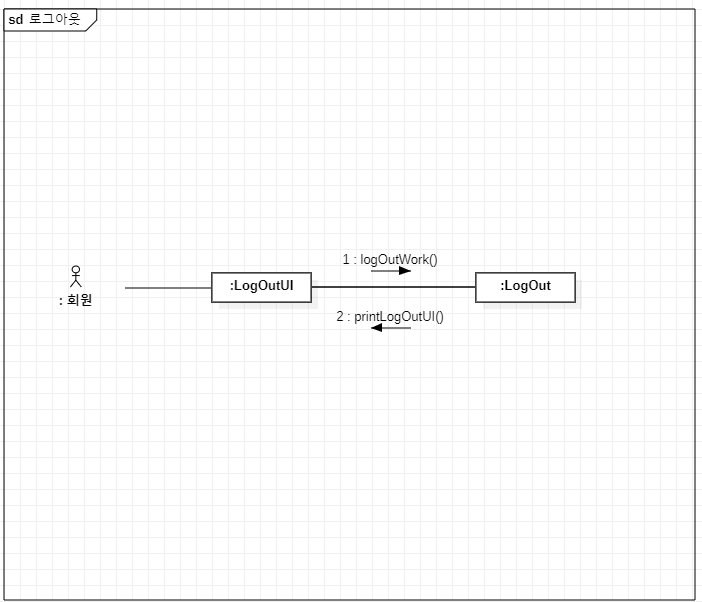 sd 로그아웃
1 : logOutWork()
: 회원
:LogOutUI
:LogOut
2 : printLogOutUI()